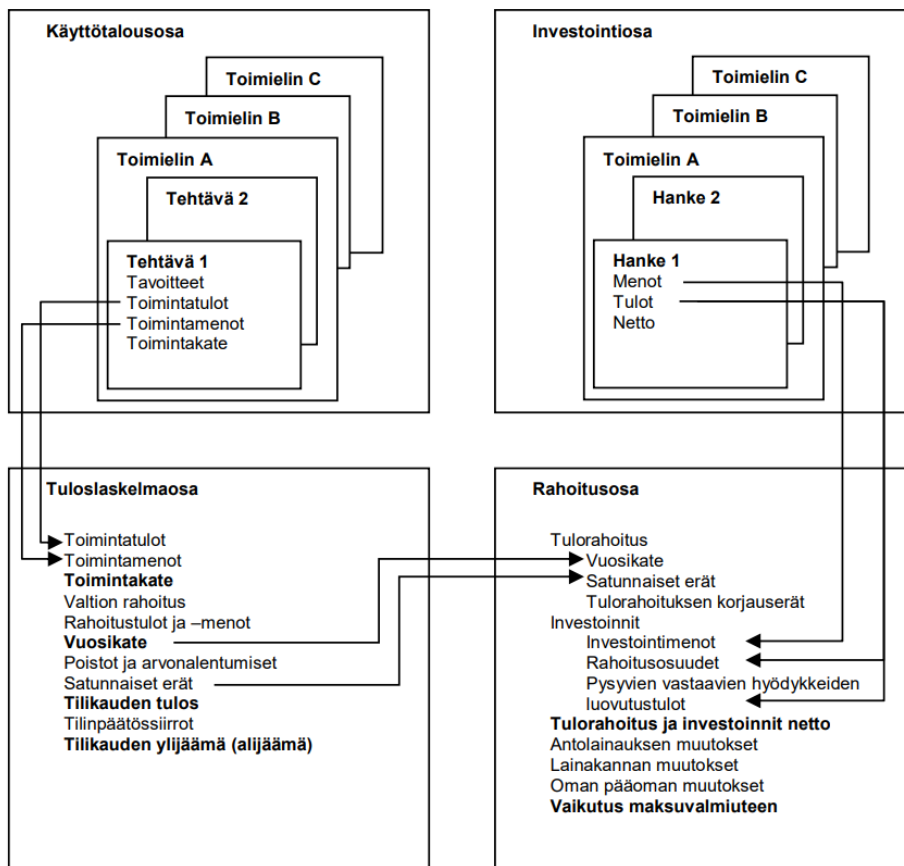 Käyttötalousosa
Toimielin C
Toimielin B
Toimielin A
Tehtävä 2
Tehtävä 1
Tavoitteet
Toimintatulot
Toimintamenot
Toimintakate
Investointiosa
Toimielin C
Toimielin B
Toimielin A
Hanke 2
Hanke 1
Menot
Tulot
Netto
Tuloslaskelmaosa
Toimintatulot
Toimintamenot
Toimintakate
Valtion rahoitus
Rahoitustulot ja –menot
Vuosikate
Poistot ja arvonalentumiset
Satunnaiset erät
Tilikauden tulos
Tilinpäätössiirrot
Tilikauden ylijäämä (alijäämä)
Rahoitusosa
Tulorahoitus
Vuosikate
Satunnaiset erät
Tulorahoituksen korjauserät
Investoinnit
Investointimenot
Rahoitusosuudet
Pysyvien vastaavien hyödykkeiden
luovutustulot
Tulorahoitus ja investoinnit netto
Antolainauksen muutokset
Lainakannan muutokset
Oman pääoman muutokset
Vaikutus maksuvalmiuteen